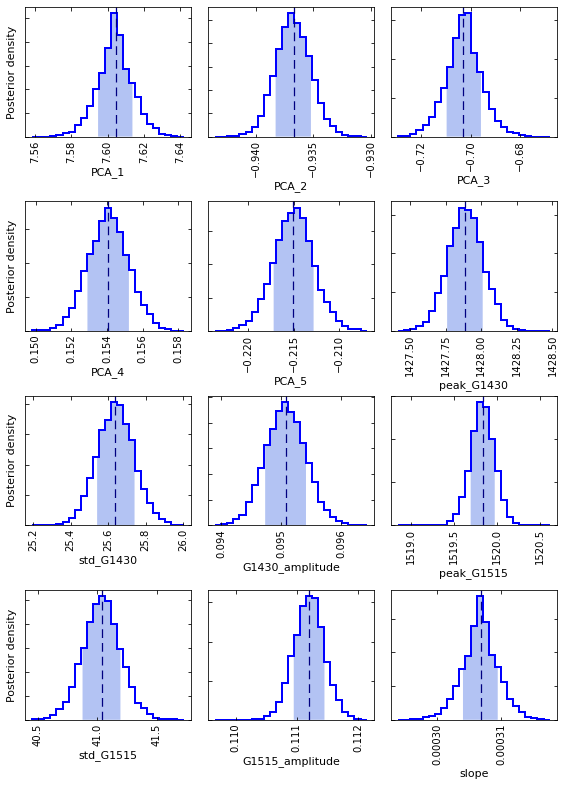 Posterior density
7.56 7.58 7.60 7.62 7.64
PCA_1
−0.940 −0.935 −0.930
PCA_2
−0.72 −0.70 −0.68
PCA_3
Posterior density
0.150 0.152 0.154 0.156 0.158
PCA_4
−0.220 −0.215 −0.210
PCA_5
1427.50 1427.75 1428.00 1428.25 1428.50
peak_G1430
Posterior density
25.2 25.4 25.6 25.8 26.0
std_G1430
0.094 0.095 0.096
G1430_amplitude
1519.0 1519.5 1520.0 1520.5
peak_G1515
Posterior density
40.5 41.0 41.5
std_G1515
0.110 0.111 0.112
G1515_amplitude
0.00030 0.00031
slope